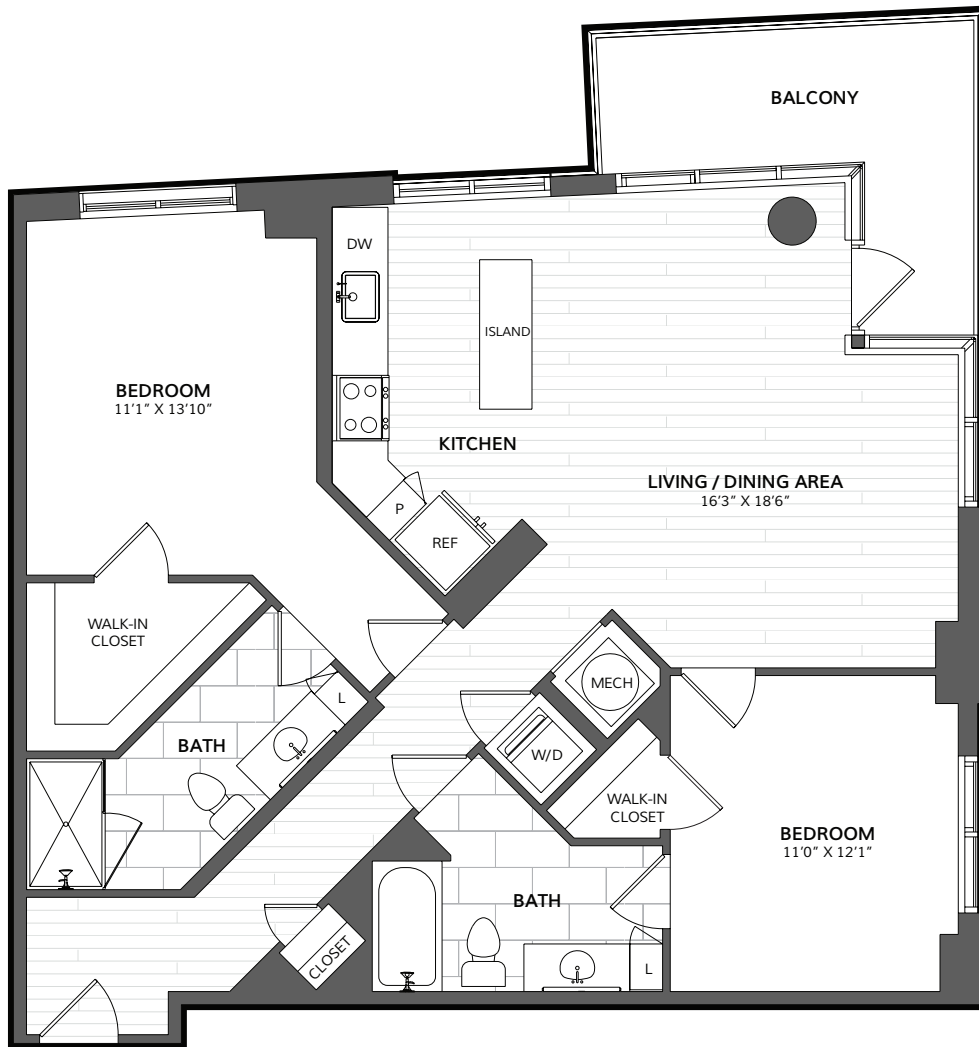 BALCONY
DW
ISLAND
BEDROOM
11'1" X 13'10"
KITCHEN
LIVING / DINING AREA
16'3" X 18'6"
P
REF
WALK-IN
CLOSET
MECH
L
BATH
W/D
WALK-IN
CLOSET
BEDROOM
11'0" X 12'1"
BATH
CLOSET
L